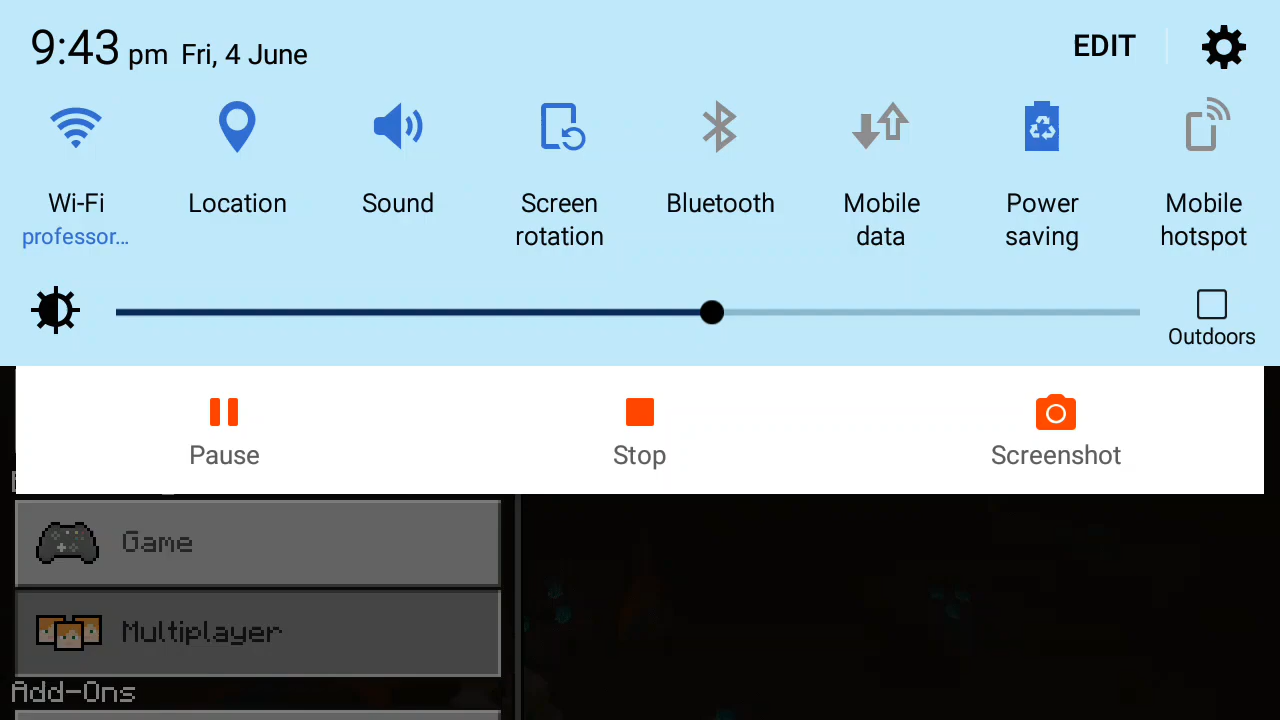 9:43 pm Fri, 4 June
EDIT
Wi-Fi
professor...
Location
Sound
Screen
rotation
Bluetooth
Mobile
data
Power
saving
Mobile
hotspot
Outdoors
Pause
Stop
Screenshot
Game
Multiplayer
Add-Ons